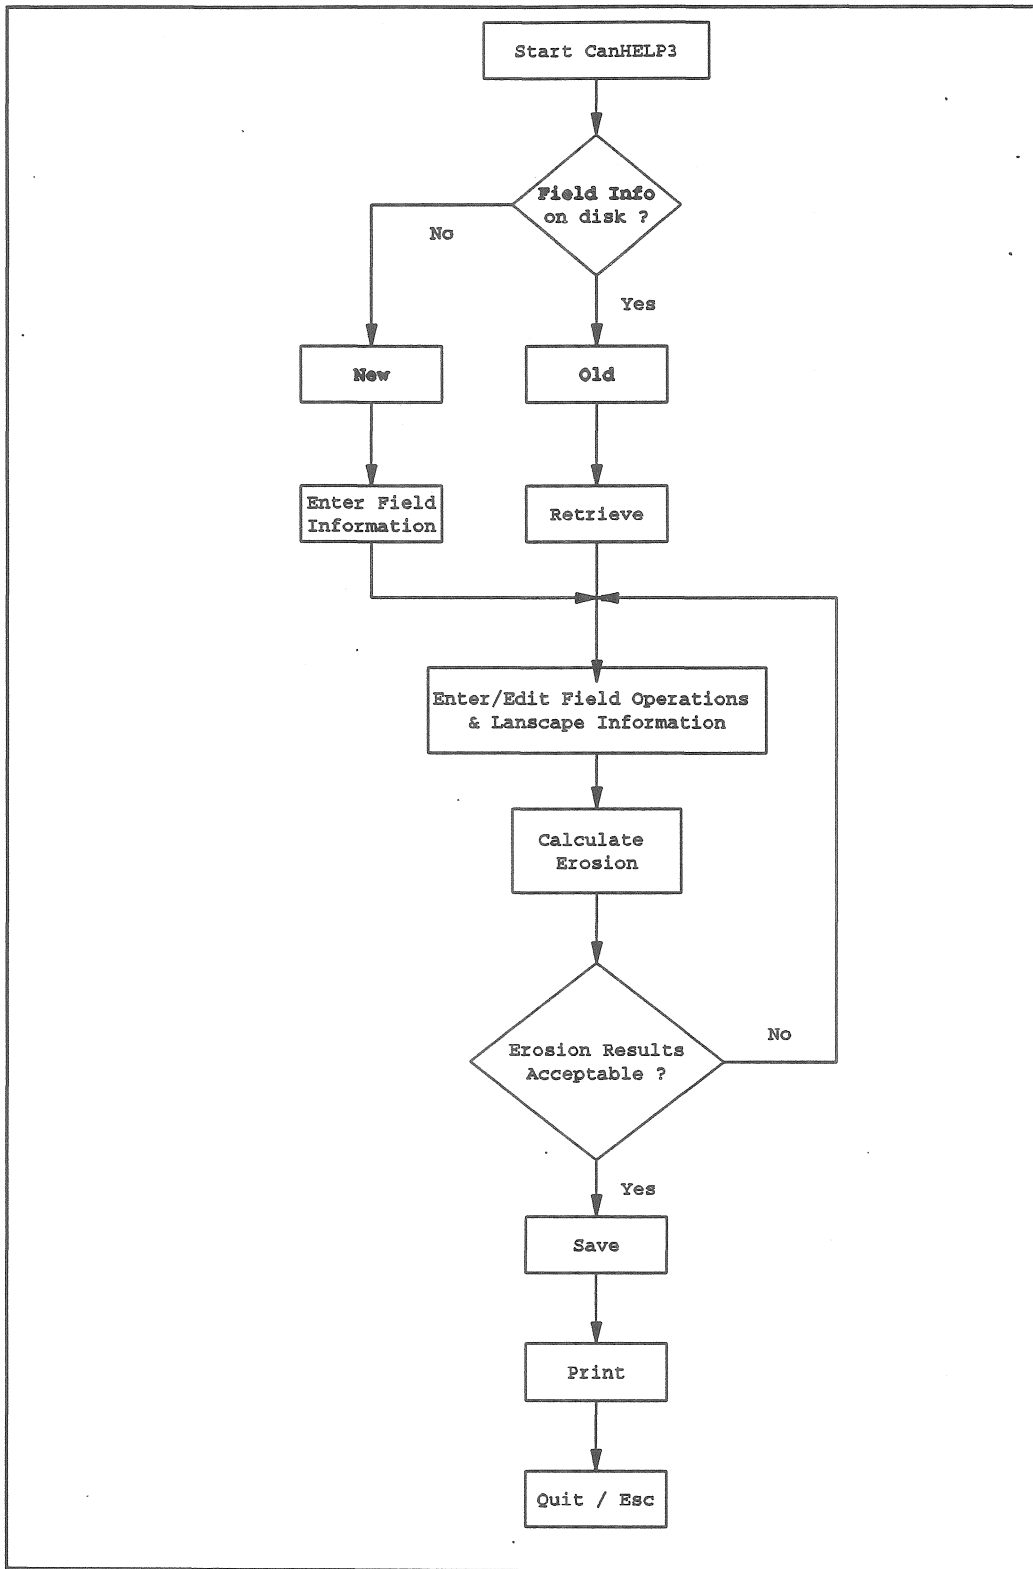 Start CanHELP3
Field Info
on disk ?
No
Yes
New
Old
Enter Field
Information
Retrieve
Enter/Edit Field Operations
& Lanscape Information
Calculate
Erosion
No
Erosion Results
Acceptable ?
Yes
Save
Print
Quit / Esc